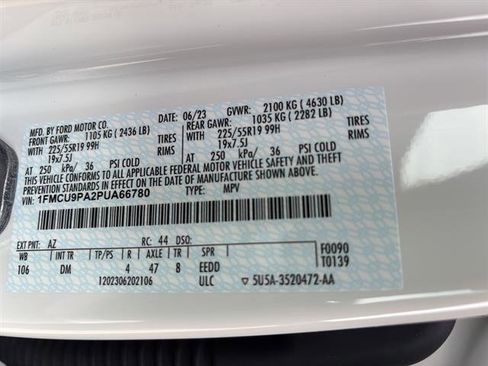 MFD. BY FORD MOTOR CO.
DATE: 06/23 GVWR: 2100 KG (4630 LB)
FRONT GAWR: 1105 KG (2436 LB) REAR GAWR: 1035 KG (2282 LB)
WITH 225/55R19 99H TIRES WITH 225/55R19 99H TIRES
19x7.5J RIMS 19x7.5J RIMS
AT 250 kPa/ 36 PSI COLD AT 250 kPa/ 36 PSI COLD
THIS VEHICLE CONFORMS TO ALL APPLICABLE FEDERAL MOTOR VEHICLE SAFETY AND THEFT
PREVENTION STANDARDS IN EFFECT ON THE DATE OF MANUFACTURE SHOWN ABOVE.
VIN: 1FMCU9PA2PUA66780 TYPE: MPV
EXT PNT: AZ RC: 44 DSO: F0090
WB INT TR TP/PS R AXLE TR SPR T0139
106 DM 4 47 8 EEDD
1202306202106 ULC ▽ 5U5A-3520472-AA